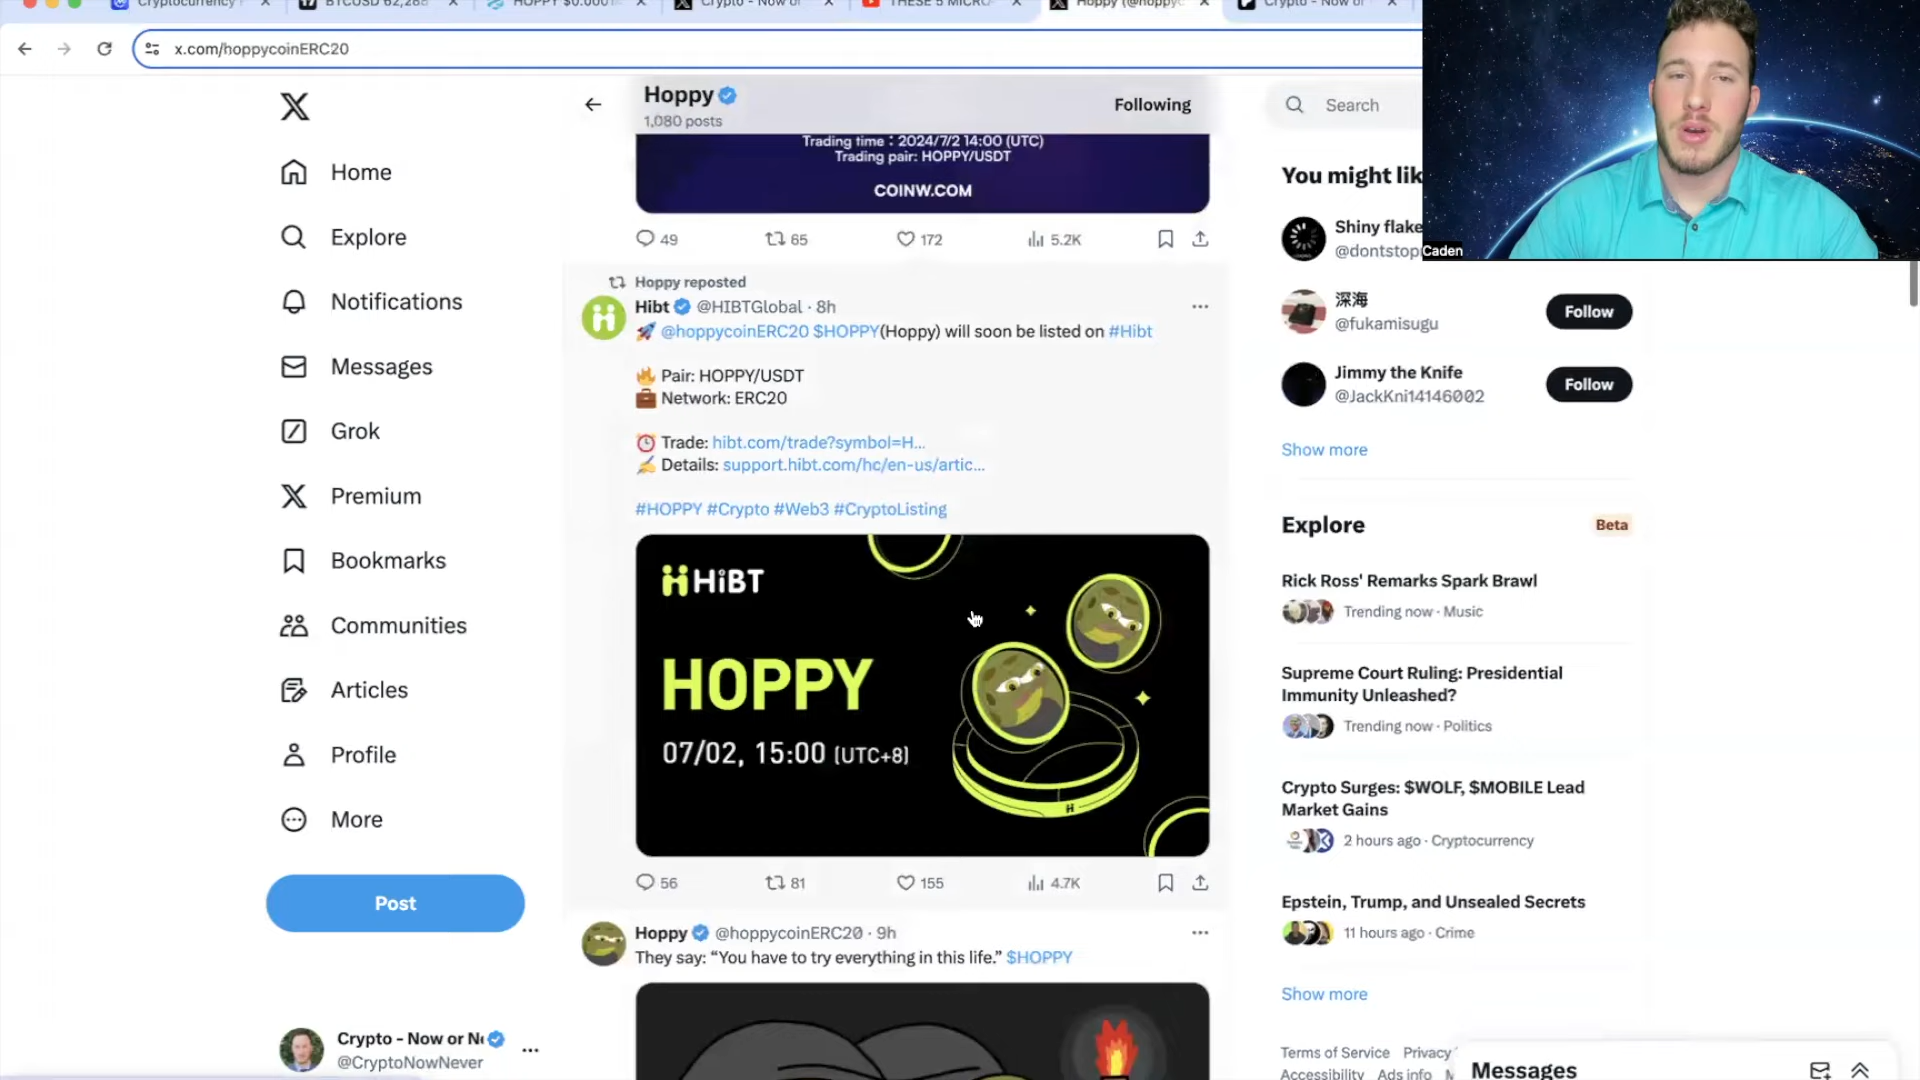 Cryptocurrency
BTCUSD 62,288
HOPPY $0.000
Crypto - Now or
THESE 5 MICRO
Hoppy (@hoppyc
Crypto - Now or
x.com/hoppycoinERC20
Home
Explore
Notifications
Messages
Grok
Premium
Bookmarks
Communities
Articles
Profile
More
Post
Crypto - Now or N
@CryptoNowNever
Hoppy
1,080 posts
Following
Trading time : 2024/7/2 14:00 (UTC)
Trading pair: HOPPY/USDT
COINW.COM
49 65 172 5.2K
Hoppy reposted
Hibt @HIBTGlobal · 8h
🚀 @hoppycoinERC20 $HOPPY(Hoppy) will soon be listed on #Hibt
🔥 Pair: HOPPY/USDT
💼 Network: ERC20
⏰ Trade: hibt.com/trade?symbol=H...
✍️ Details: support.hibt.com/hc/en-us/artic...
#HOPPY #Crypto #Web3 #CryptoListing
HiBT
HOPPY
07/02, 15:00 (UTC+8)
56 81 155 4.7K
Hoppy @hoppycoinERC20 · 9h
They say: “You have to try everything in this life.” $HOPPY
Search
You might lik
Shiny flake
@dontstop
深海
@fukamisugu
Follow
Jimmy the Knife
@JackKni14146002
Follow
Show more
Explore
Beta
Rick Ross' Remarks Spark Brawl
Trending now · Music
Supreme Court Ruling: Presidential
Immunity Unleashed?
Trending now · Politics
Crypto Surges: $WOLF, $MOBILE Lead
Market Gains
2 hours ago · Cryptocurrency
Epstein, Trump, and Unsealed Secrets
11 hours ago · Crime
Show more
Terms of Service Privacy
Accessibility Ads info
Messages
Caden